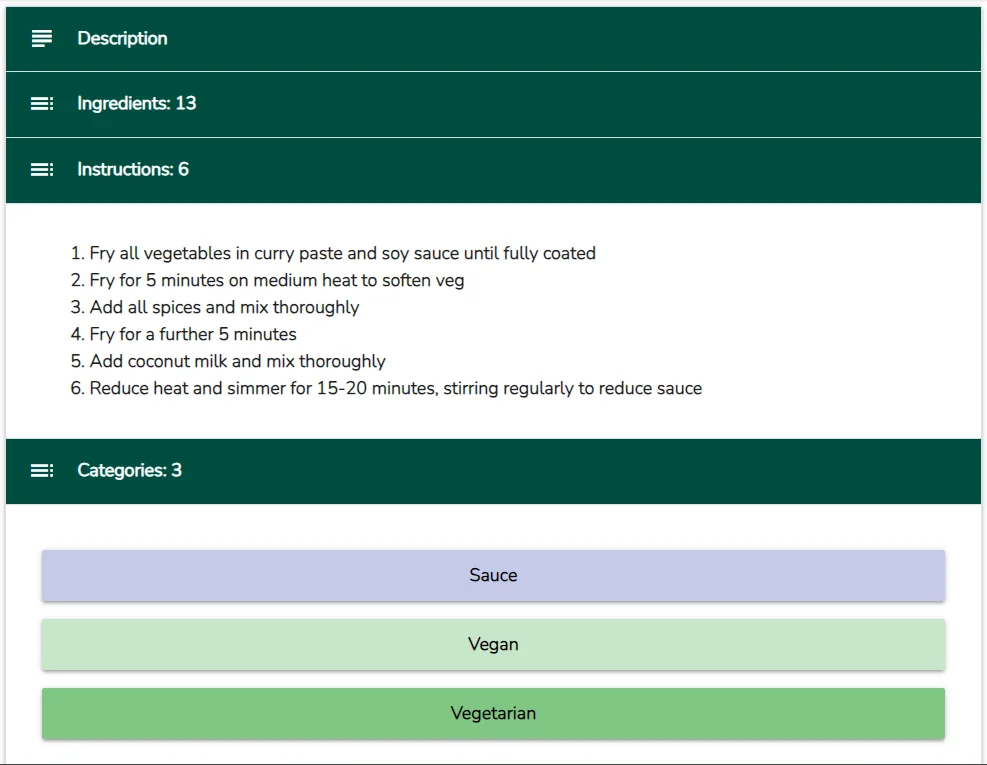 Description
Ingredients: 13
Instructions: 6
1. Fry all vegetables in curry paste and soy sauce until fully coated
2. Fry for 5 minutes on medium heat to soften veg
3. Add all spices and mix thoroughly
4. Fry for a further 5 minutes
5. Add coconut milk and mix thoroughly
6. Reduce heat and simmer for 15-20 minutes, stirring regularly to reduce sauce
Categories: 3
Sauce
Vegan
Vegetarian